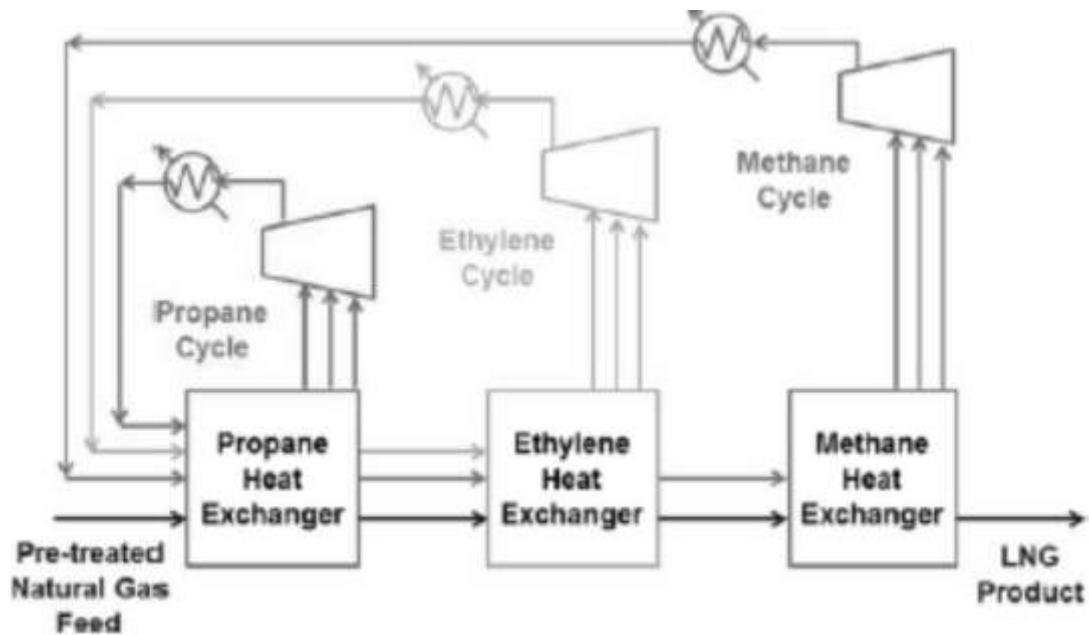 Methane
Cycle
Ethylene
Cycle
Propane
Cycle
Propane
Heat
Exchanger
Ethylene
Heat
Exchanger
Methane
Heat
Exchanger
Pre-treated
Natural Gas
Feed
LNG
Product